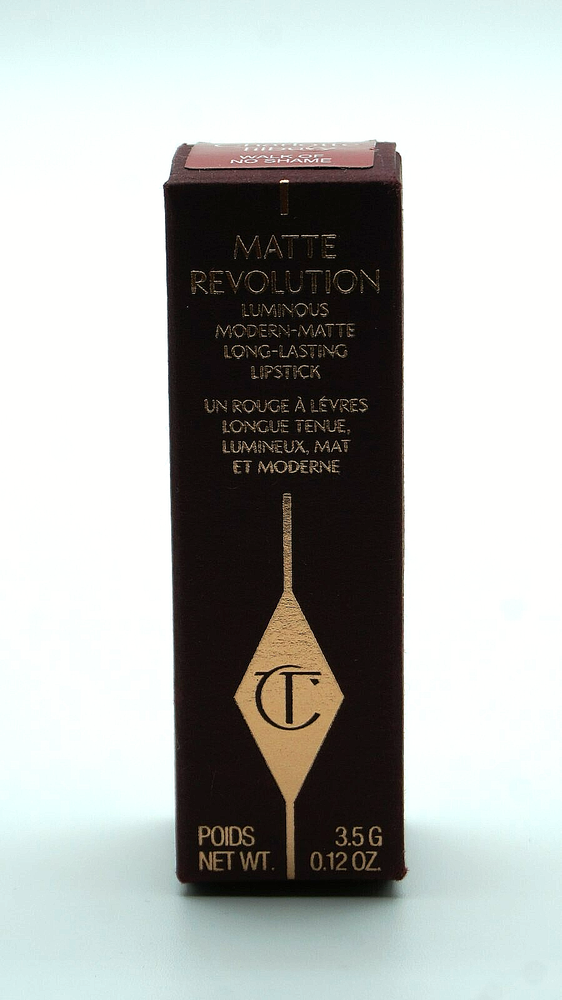 WALK OF
NO SHAME
MATTE
REVOLUTION
LUMINOUS
MODERN-MATTE
LONG-LASTING
LIPSTICK
UN ROUGE À LÉVRES
LONGUE TENUE,
LUMINEUX, MAT
ET MODERNE
CT
POIDS 3.5 G
NET WT. 0.12 OZ.